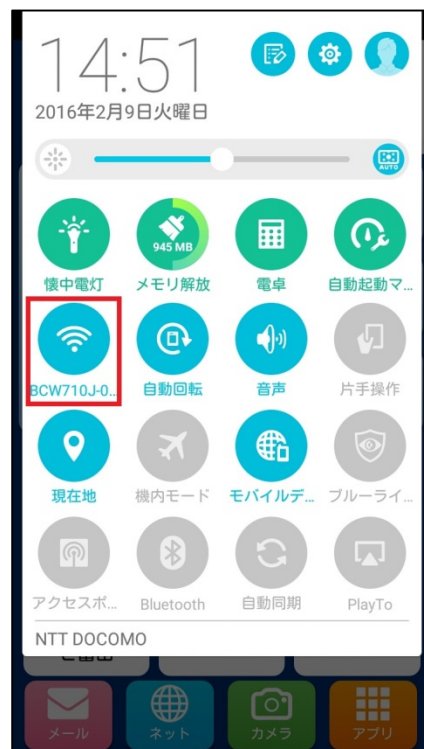 14:51
2016年2月9日火曜日
AUTO
945 MB
懐中電灯 メモリ解放 電卓 自動起動マ...
BCW710J-0... 自動回転 音声 片手操作
現在地 機内モード モバイルデ... ブルーライ...
アクセスポ... Bluetooth 自動同期 PlayTo
NTT DOCOMO
メール ネット カメラ アプリ